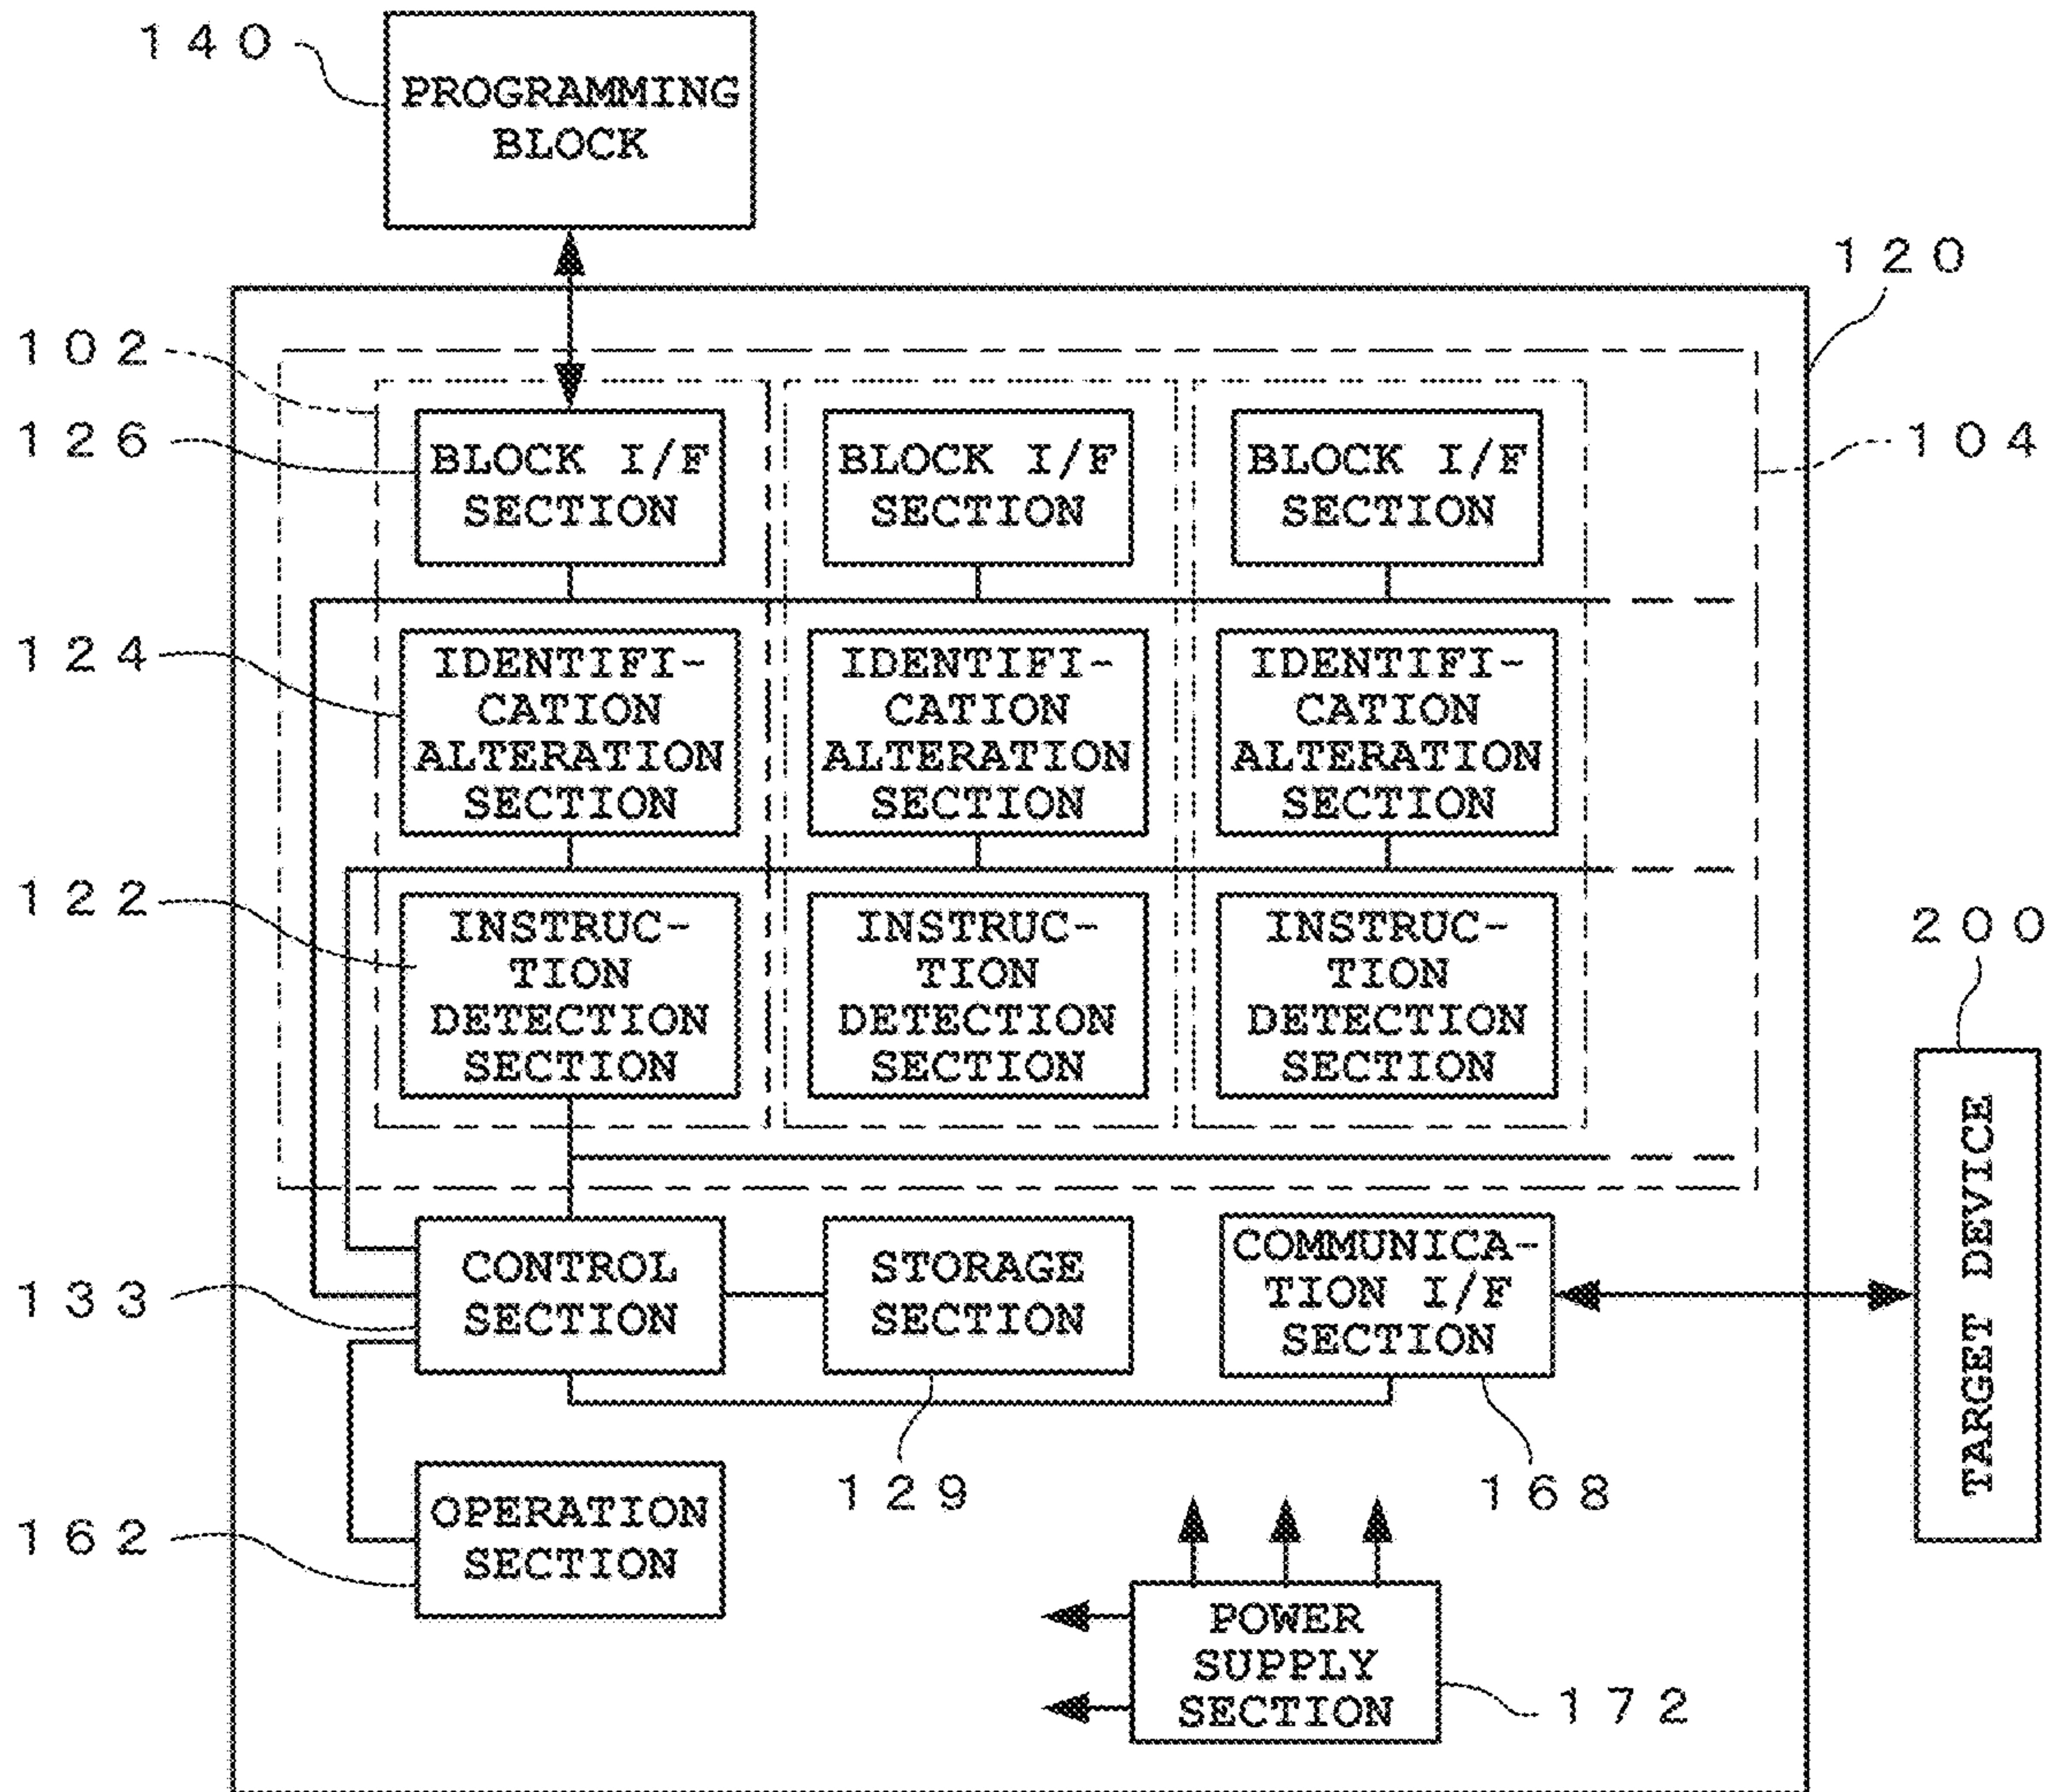 140
PROGRAMMING
BLOCK
120
102
126
BLOCK I/F
SECTION
BLOCK I/F
SECTION
BLOCK I/F
SECTION
104
124
IDENTIFI-
CATION
ALTERATION
SECTION
IDENTIFI-
CATION
ALTERATION
SECTION
IDENTIFI-
CATION
ALTERATION
SECTION
122
INSTRUC-
TION
DETECTION
SECTION
INSTRUC-
TION
DETECTION
SECTION
INSTRUC-
TION
DETECTION
SECTION
200
TARGET DEVICE
133
CONTROL
SECTION
STORAGE
SECTION
COMMUNICA-
TION I/F
SECTION
129
168
162
OPERATION
SECTION
POWER
SUPPLY
SECTION
172